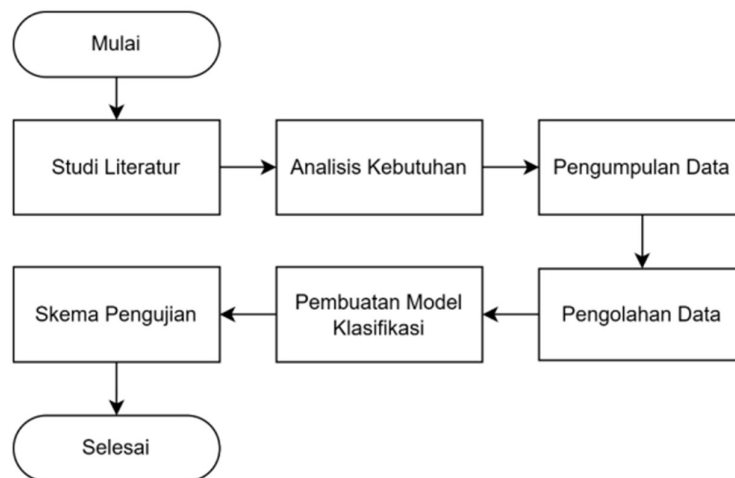 Mulai
Studi Literatur
Analisis Kebutuhan
Pengumpulan Data
Pengolahan Data
Pembuatan Model
Klasifikasi
Skema Pengujian
Selesai